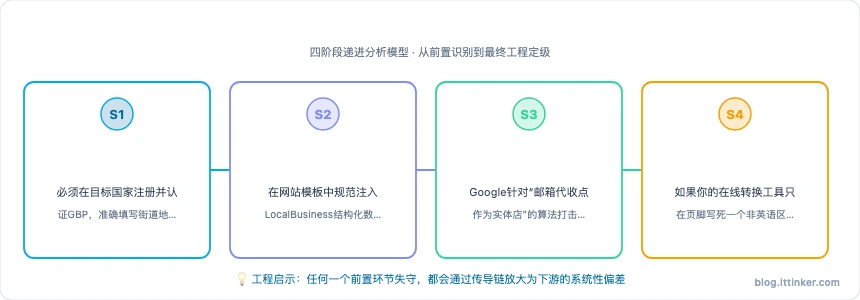 四阶段递进分析模型 · 从前置识别到最终工程定级
S1
必须在目标国家注册并认
证GBP，准确填写街道地...
S2
在网站模板中规范注入
LocalBusiness结构化数...
S3
Google针对“邮箱代收点
作为实体店”的算法打击...
S4
如果你的在线转换工具只
在页脚写死一个非英语区...
💡 工程启示：任何一个前置环节失守，都会通过传导链放大为下游的系统性偏差
blog.ittinker.com